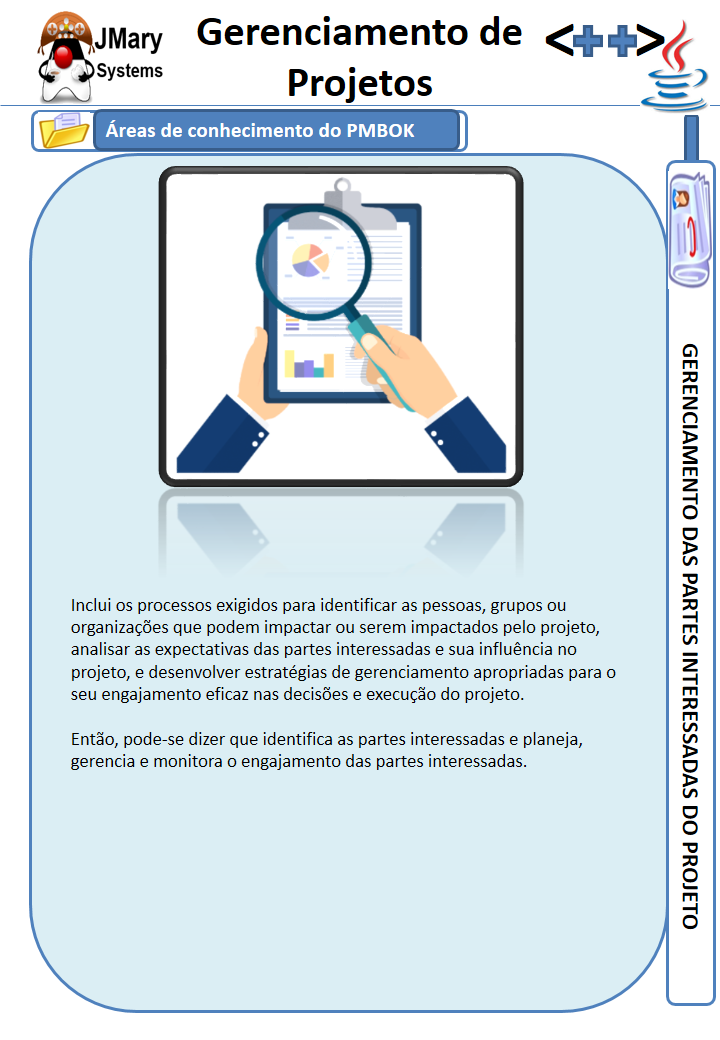 JMary
Systems
Gerenciamento de
Projetos
<++>
Áreas de conhecimento do PMBOK
GERENCIAMENTO DAS PARTES INTERESSADAS DO PROJETO
Inclui os processos exigidos para identificar as pessoas, grupos ou
organizações que podem impactar ou serem impactados pelo projeto,
analisar as expectativas das partes interessadas e sua influência no
projeto, e desenvolver estratégias de gerenciamento apropriadas para o
seu engajamento eficaz nas decisões e execução do projeto.
Então, pode-se dizer que identifica as partes interessadas e planeja,
gerencia e monitora o engajamento das partes interessadas.